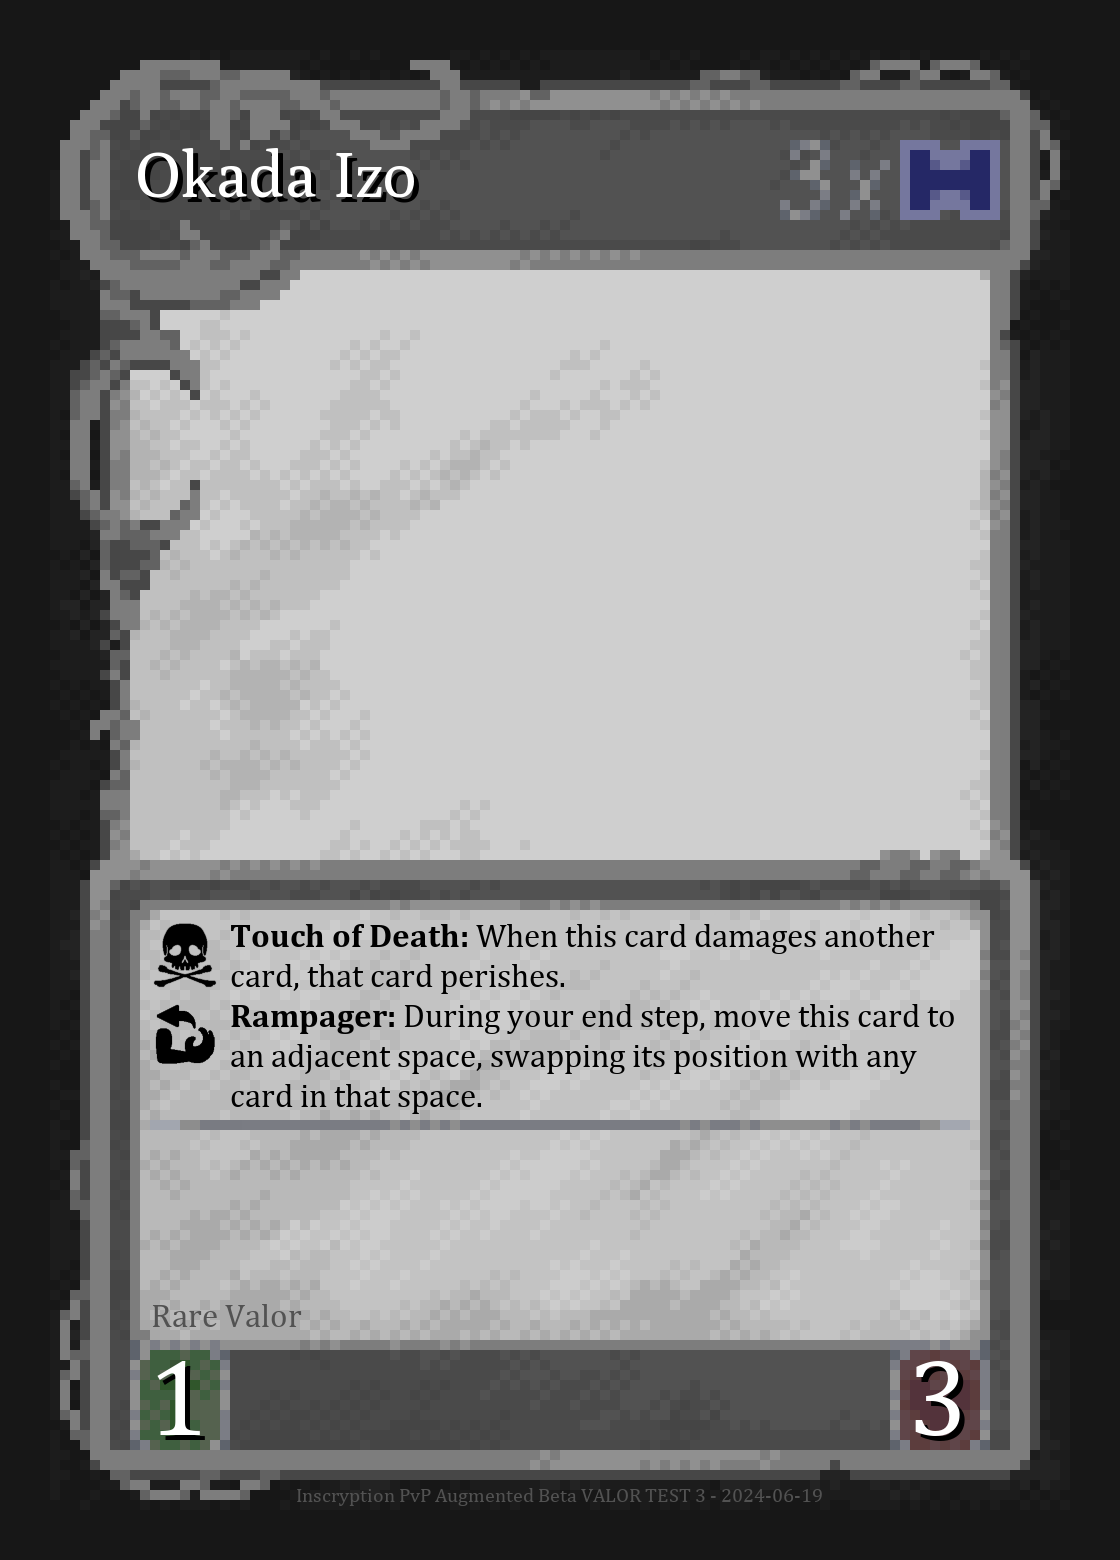 Okada Izo
3x
Touch of Death: When this card damages another
card, that card perishes.
Rampager: During your end step, move this card to
an adjacent space, swapping its position with any
card in that space.
Rare Valor
1
3
Inscryption PvP Augmented Beta VALOR TEST 3 - 2024-06-19